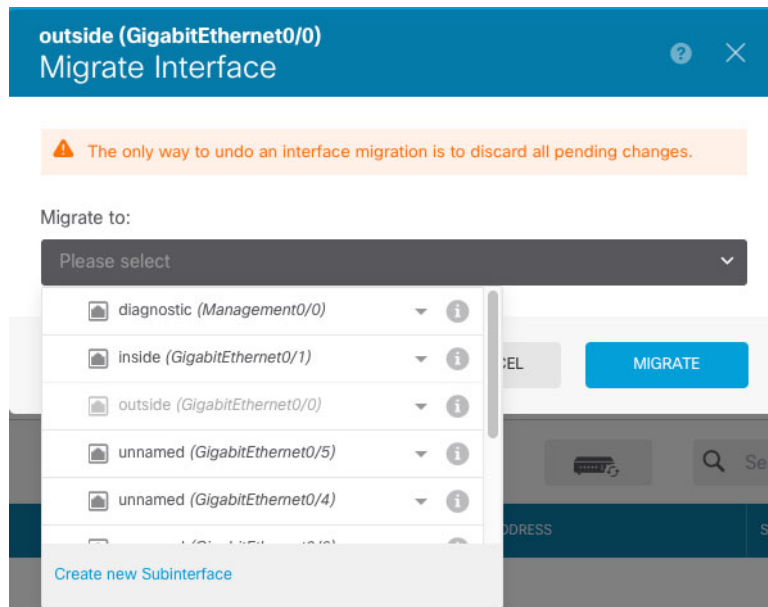 outside (GigabitEthernet0/0)
Migrate Interface
The only way to undo an interface migration is to discard all pending changes.
Migrate to:
Please select
diagnostic (Management0/0)
inside (GigabitEthernet0/1)
outside (GigabitEthernet0/0)
unnamed (GigabitEthernet0/5)
unnamed (GigabitEthernet0/4)
Create new Subinterface
CEL
MIGRATE
Se
DDRESS
S